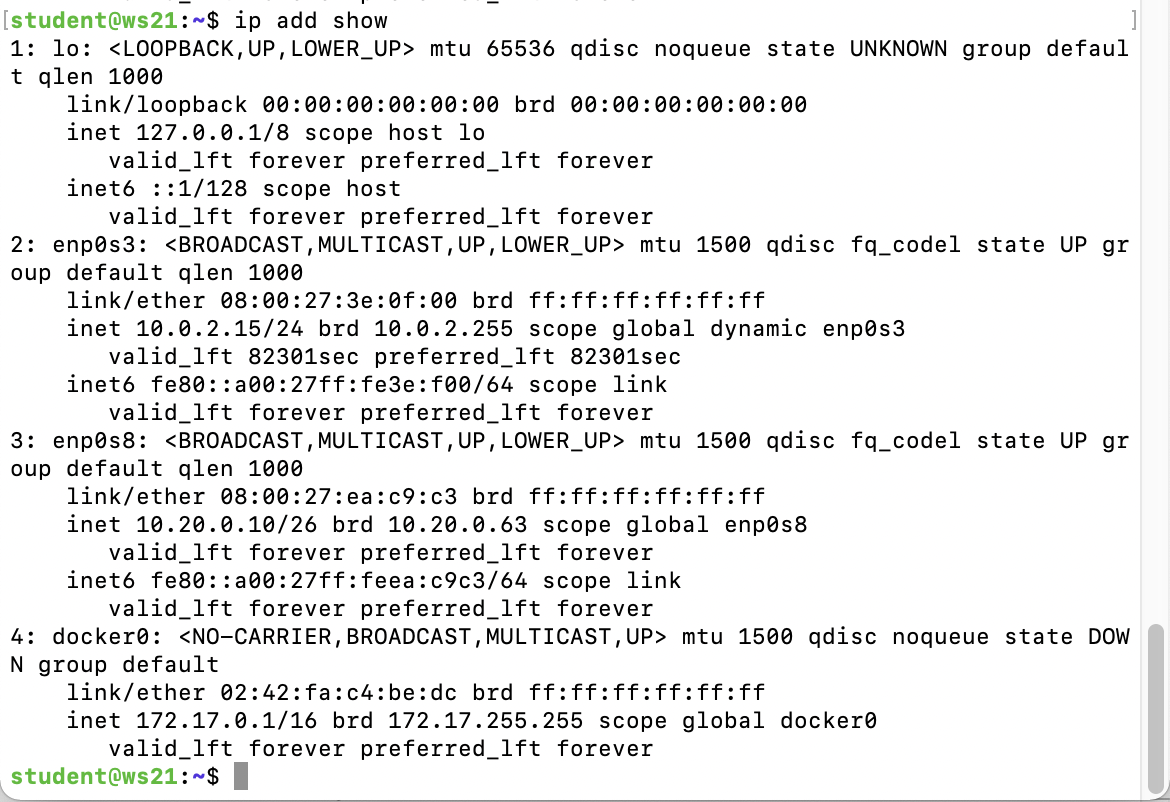 [student@ws21:~$ ip add show ]
1: lo: <LOOPBACK,UP,LOWER_UP> mtu 65536 qdisc noqueue state UNKNOWN group defaul
t qlen 1000
    link/loopback 00:00:00:00:00:00 brd 00:00:00:00:00:00
    inet 127.0.0.1/8 scope host lo
       valid_lft forever preferred_lft forever
    inet6 ::1/128 scope host
       valid_lft forever preferred_lft forever
2: enp0s3: <BROADCAST,MULTICAST,UP,LOWER_UP> mtu 1500 qdisc fq_codel state UP gr
oup default qlen 1000
    link/ether 08:00:27:3e:0f:00 brd ff:ff:ff:ff:ff:ff
    inet 10.0.2.15/24 brd 10.0.2.255 scope global dynamic enp0s3
       valid_lft 82301sec preferred_lft 82301sec
    inet6 fe80::a00:27ff:fe3e:f00/64 scope link
       valid_lft forever preferred_lft forever
3: enp0s8: <BROADCAST,MULTICAST,UP,LOWER_UP> mtu 1500 qdisc fq_codel state UP gr
oup default qlen 1000
    link/ether 08:00:27:ea:c9:c3 brd ff:ff:ff:ff:ff:ff
    inet 10.20.0.10/26 brd 10.20.0.63 scope global enp0s8
       valid_lft forever preferred_lft forever
    inet6 fe80::a00:27ff:feea:c9c3/64 scope link
       valid_lft forever preferred_lft forever
4: docker0: <NO-CARRIER,BROADCAST,MULTICAST,UP> mtu 1500 qdisc noqueue state DOW
N group default
    link/ether 02:42:fa:c4:be:dc brd ff:ff:ff:ff:ff:ff
    inet 172.17.0.1/16 brd 172.17.255.255 scope global docker0
       valid_lft forever preferred_lft forever
student@ws21:~$